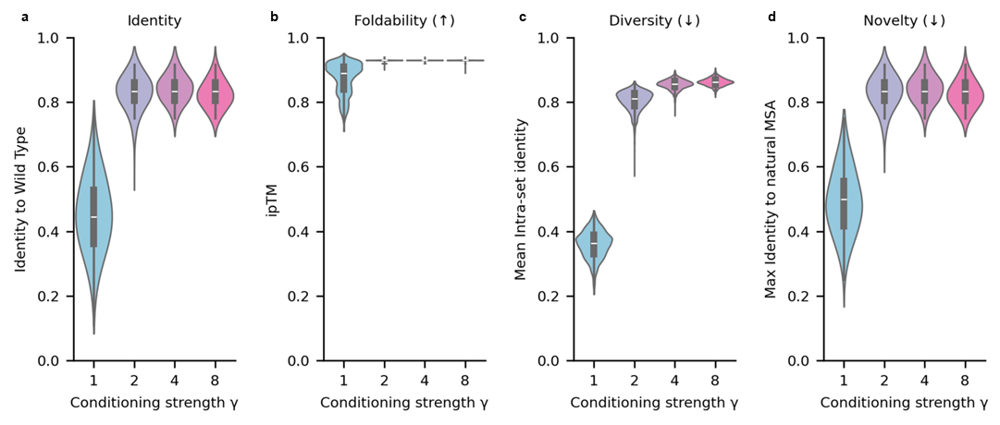 a
Identity
Identity to Wild Type
1.0
0.8
0.6
0.4
0.2
0.0
1 2 4 8
Conditioning strength γ
b
Foldability (↑)
ipTM
1.0
0.8
0.6
0.4
0.2
0.0
1 2 4 8
Conditioning strength γ
c
Diversity (↓)
Mean Intra-set identity
1.0
0.8
0.6
0.4
0.2
0.0
1 2 4 8
Conditioning strength γ
d
Novelty (↓)
Max Identity to natural MSA
1.0
0.8
0.6
0.4
0.2
0.0
1 2 4 8
Conditioning strength γ